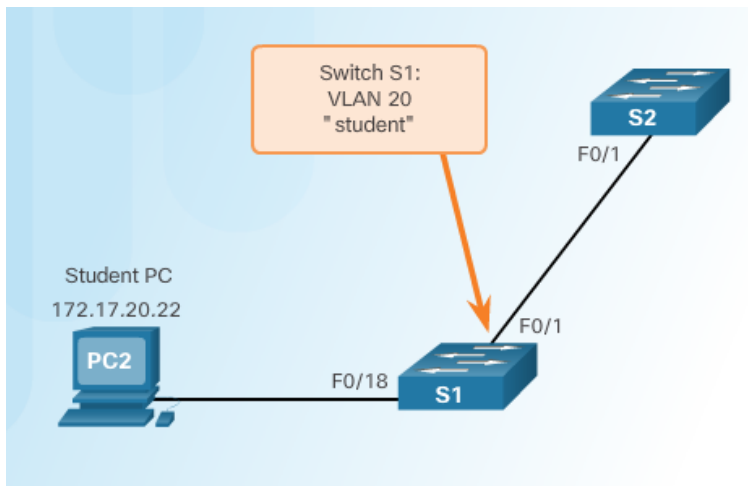 Switch S1:
VLAN 20
"student"
S2
F0/1
Student PC
172.17.20.22
F0/1
PC2
F0/18
S1